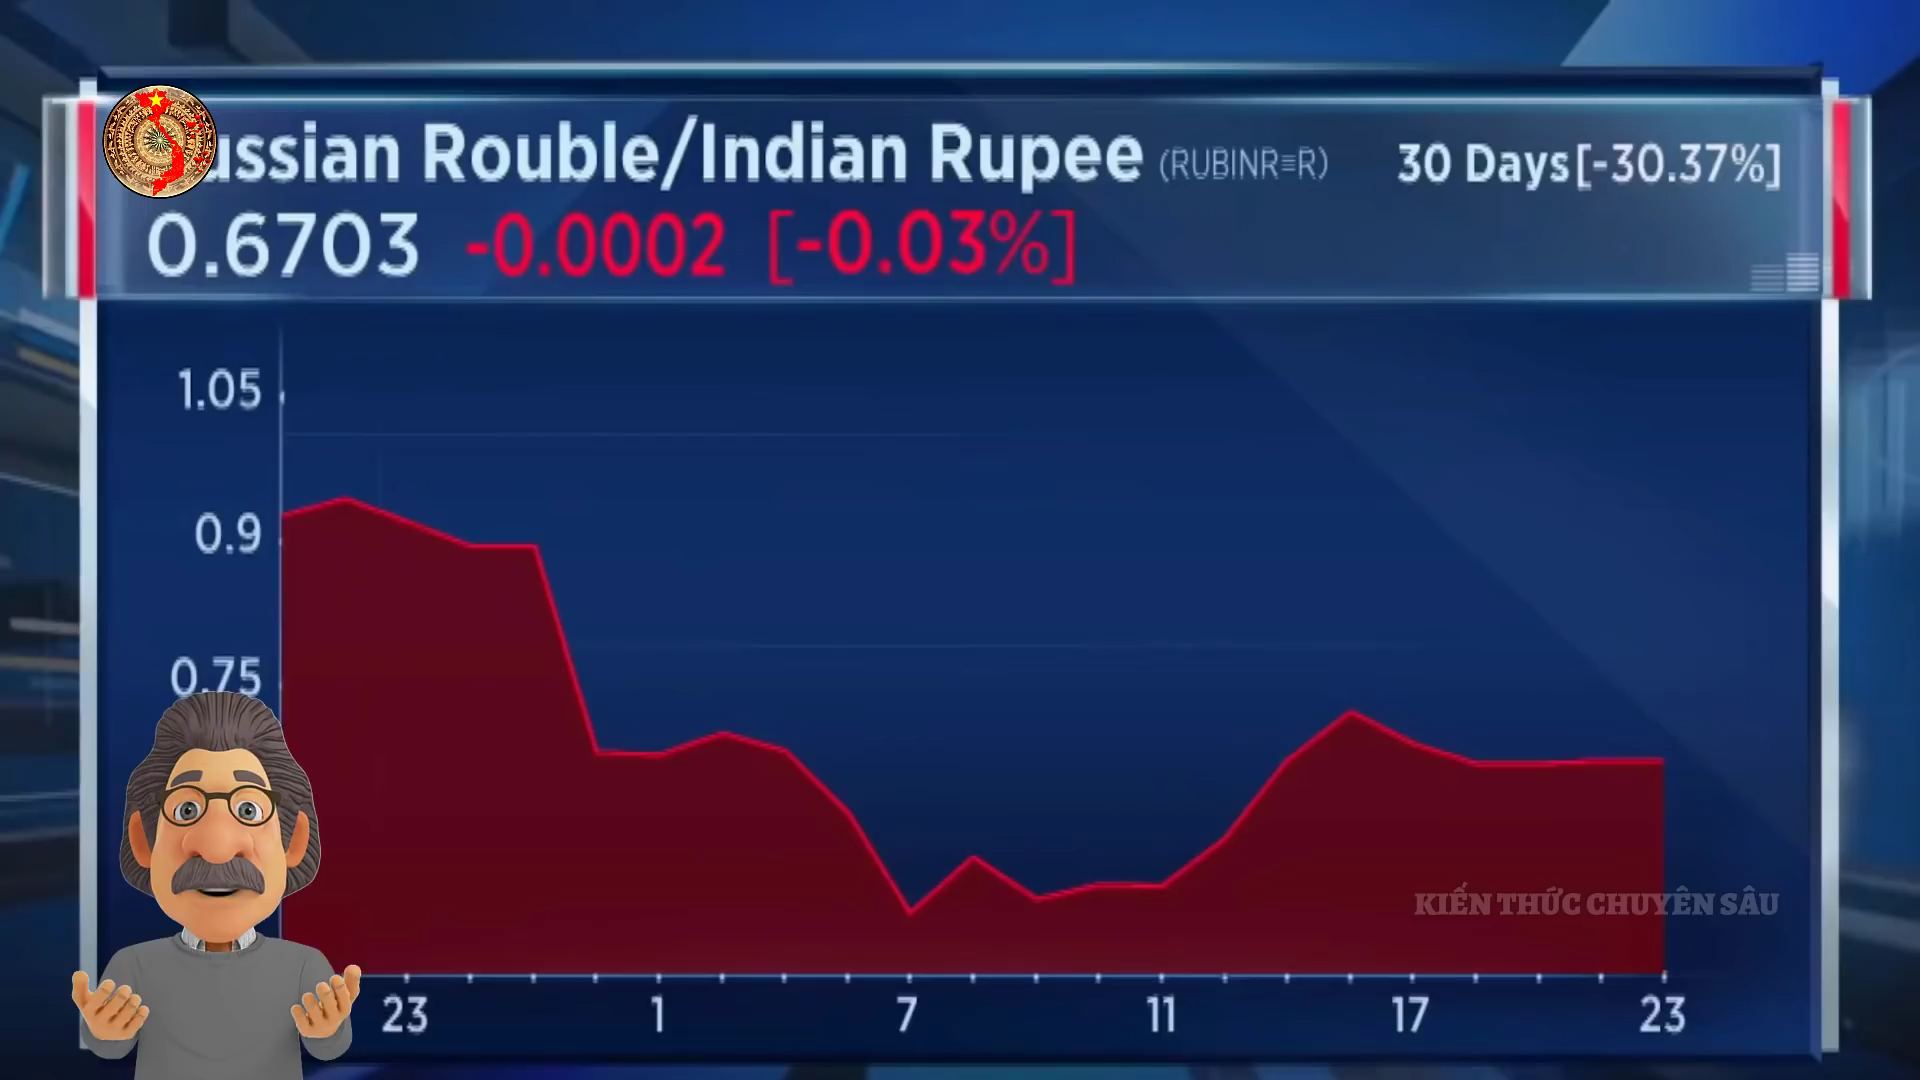 ussian Rouble/Indian Rupee (RUBINR≡R) 30 Days[-30.37%]
0.6703 -0.0002 [-0.03%]
1.05
0.9
0.75
KIẾN THỨC CHUYÊN SÂU
23 1 7 11 17 23